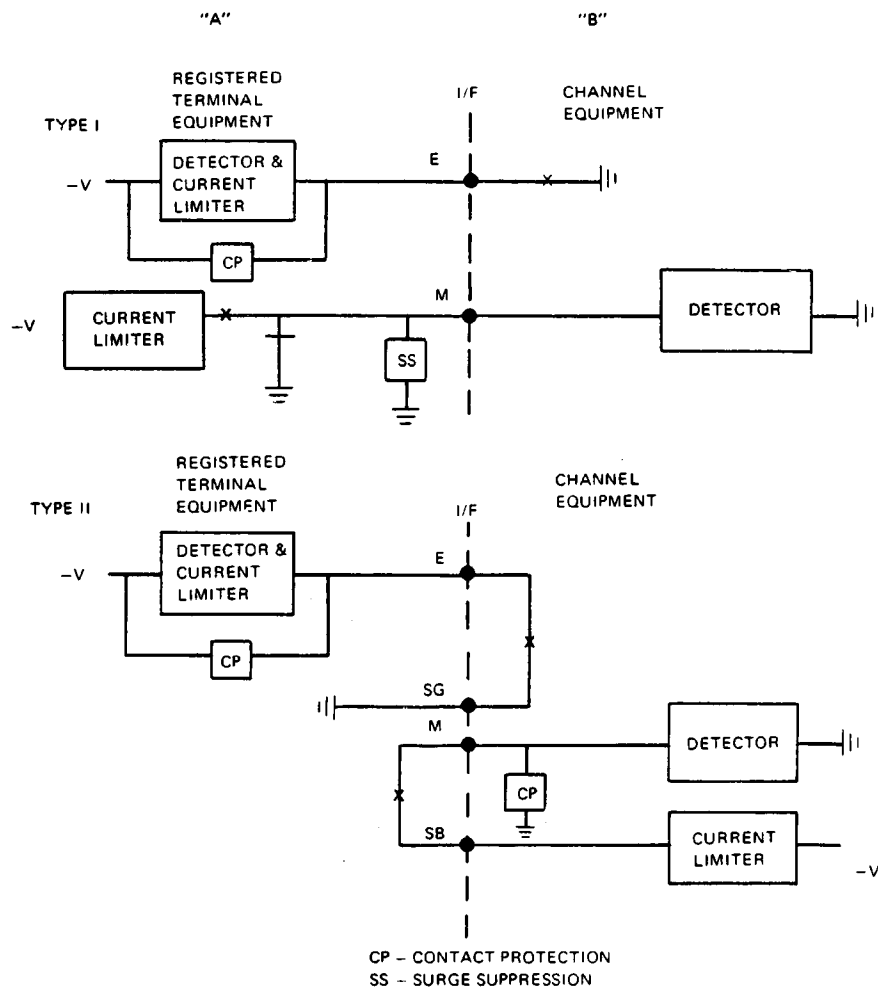 "A"
"B"
REGISTERED
TERMINAL
EQUIPMENT
I/F
CHANNEL
EQUIPMENT
TYPE I
DETECTOR &
CURRENT
LIMITER
E
–V
CP
M
CURRENT
LIMITER
–V
DETECTOR
SS
REGISTERED
TERMINAL
EQUIPMENT
CHANNEL
EQUIPMENT
TYPE II
I/F
DETECTOR &
CURRENT
LIMITER
E
–V
CP
SG
M
DETECTOR
CP
SB
CURRENT
LIMITER
–V
CP – CONTACT PROTECTION
SS – SURGE SUPPRESSION